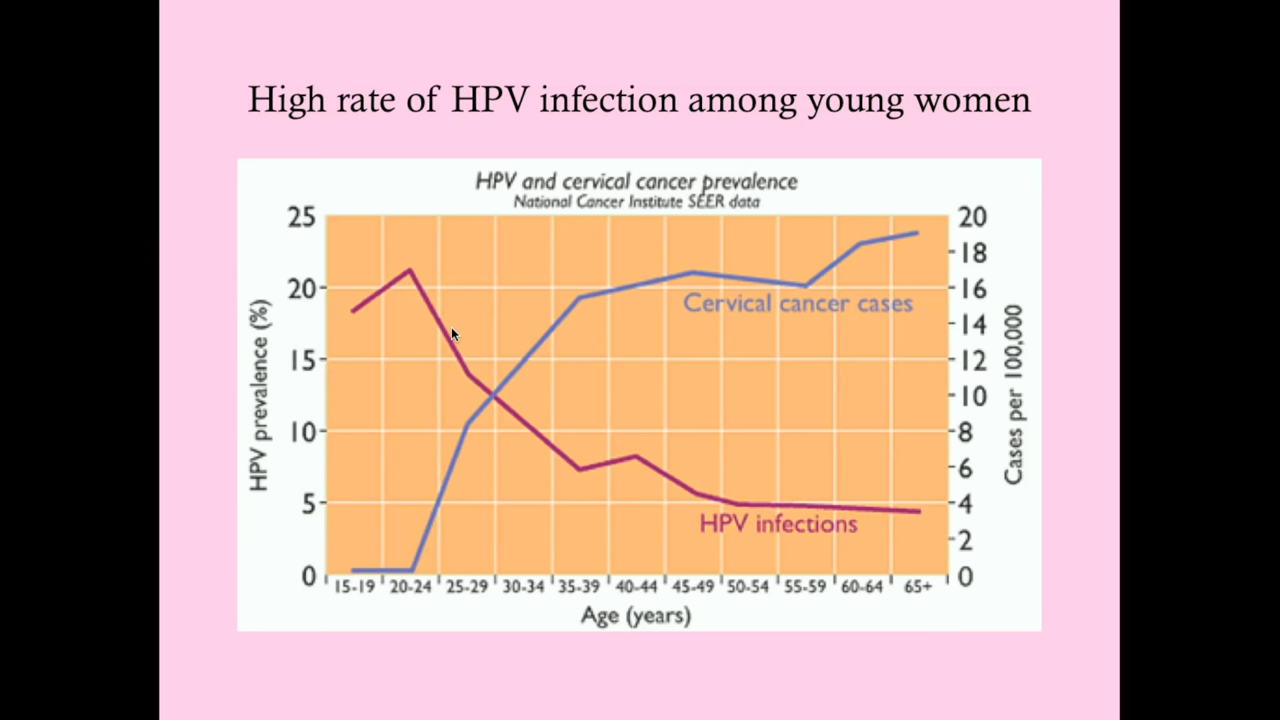 High rate of HPV infection among young women
HPV and cervical cancer prevalence
National Cancer Institute SEER data
25
20
15
10
5
0
HPV prevalence (%)
20
18
16
14
12
10
8
6
4
2
0
Cases per 100,000
Cervical cancer cases
HPV infections
15-19 20-24 25-29 30-34 35-39 40-44 45-49 50-54 55-59 60-64 65+
Age (years)